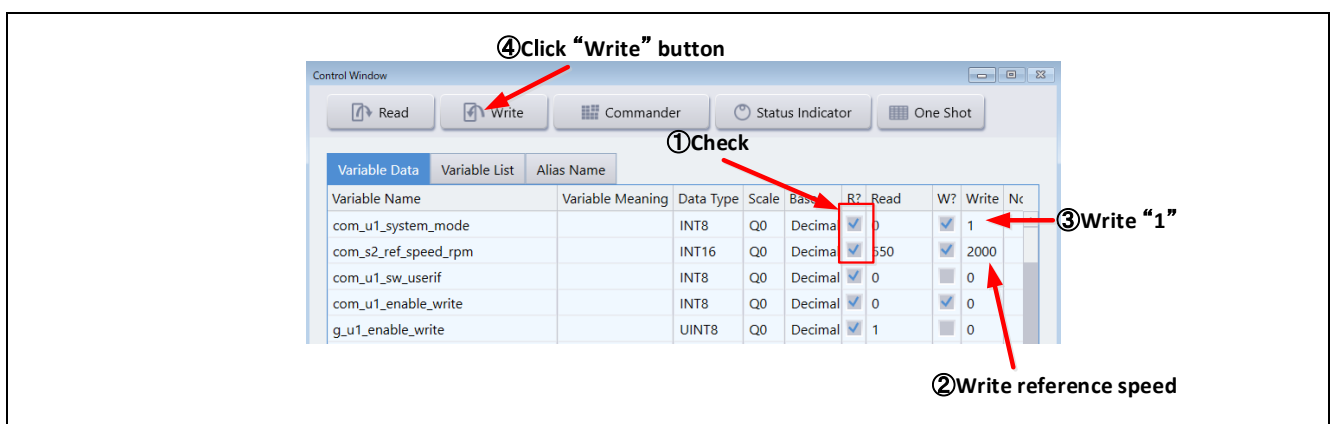 ④Click “Write” button
Control Window
Read Write Commander Status Indicator One Shot
①Check
Variable Data Variable List Alias Name
Variable Name Variable Meaning Data Type Scale Base R? Read W? Write No
com_u1_system_mode INT8 Q0 Decimal 0 1
③Write “1”
com_s2_ref_speed_rpm INT16 Q0 Decimal 550 2000
com_u1_sw_userif INT8 Q0 Decimal 0 0
com_u1_enable_write INT8 Q0 Decimal 0 0
g_u1_enable_write UINT8 Q0 Decimal 1 0
②Write reference speed